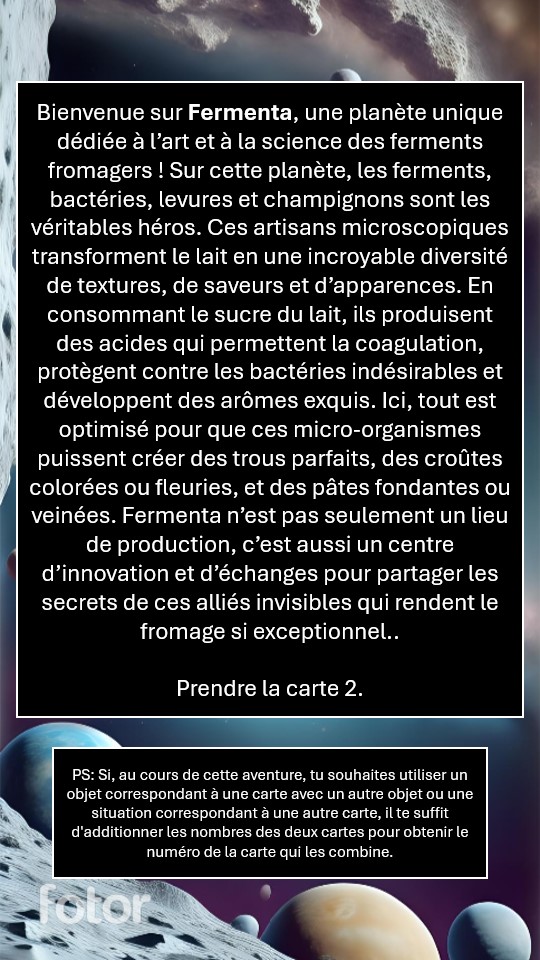 Bienvenue sur Fermenta, une planète unique
dédiée à l’art et à la science des ferments
fromagers ! Sur cette planète, les ferments,
bactéries, levures et champignons sont les
véritables héros. Ces artisans microscopiques
transforment le lait en une incroyable diversité
de textures, de saveurs et d’apparences. En
consommant le sucre du lait, ils produisent
des acides qui permettent la coagulation,
protègent contre les bactéries indésirables et
développent des arômes exquis. Ici, tout est
optimisé pour que ces micro-organismes
puissent créer des trous parfaits, des croûtes
colorées ou fleuries, et des pâtes fondantes ou
veinées. Fermenta n’est pas seulement un lieu
de production, c’est aussi un centre
d’innovation et d’échanges pour partager les
secrets de ces alliés invisibles qui rendent le
fromage si exceptionnel..
Prendre la carte 2.
PS: Si, au cours de cette aventure, tu souhaites utiliser un
objet correspondant à une carte avec un autre objet ou une
situation correspondant à une autre carte, il te suffit
d'additionner les nombres des deux cartes pour obtenir le
numéro de la carte qui les combine.
fotor